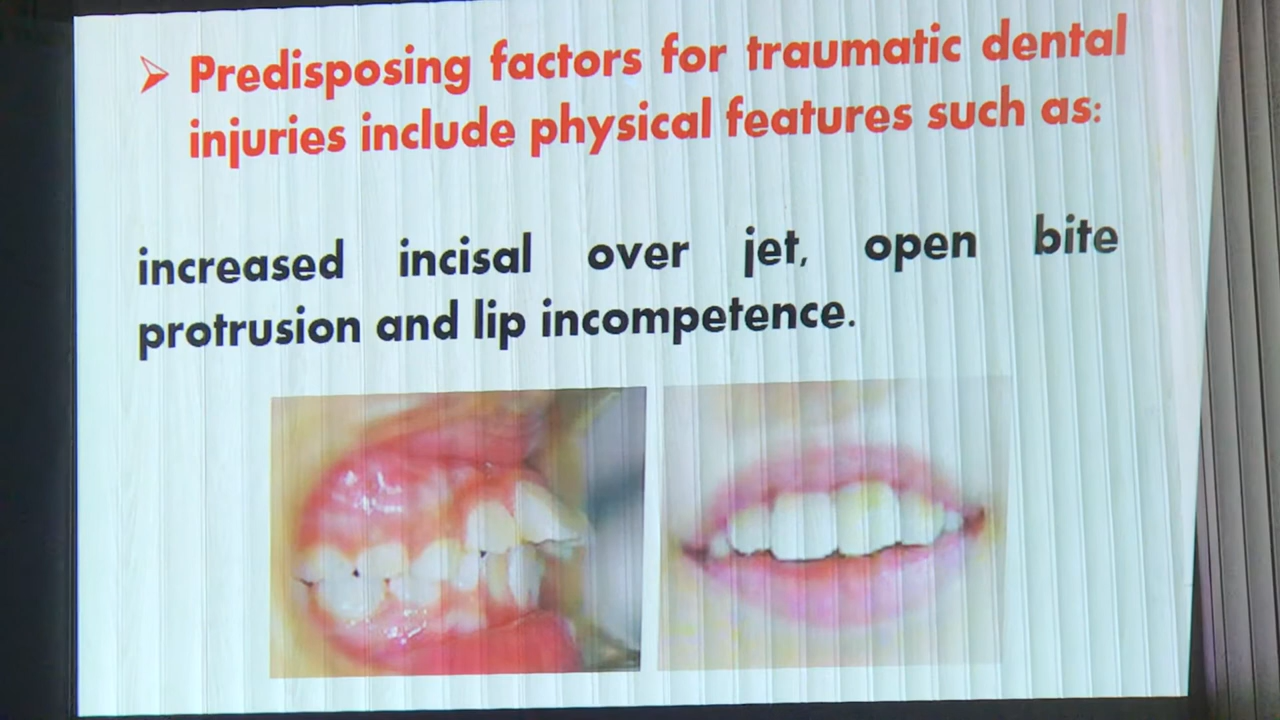 Predisposing factors for traumatic dental
injuries include physical features such as:
increased incisal over jet, open bite
protrusion and lip incompetence.